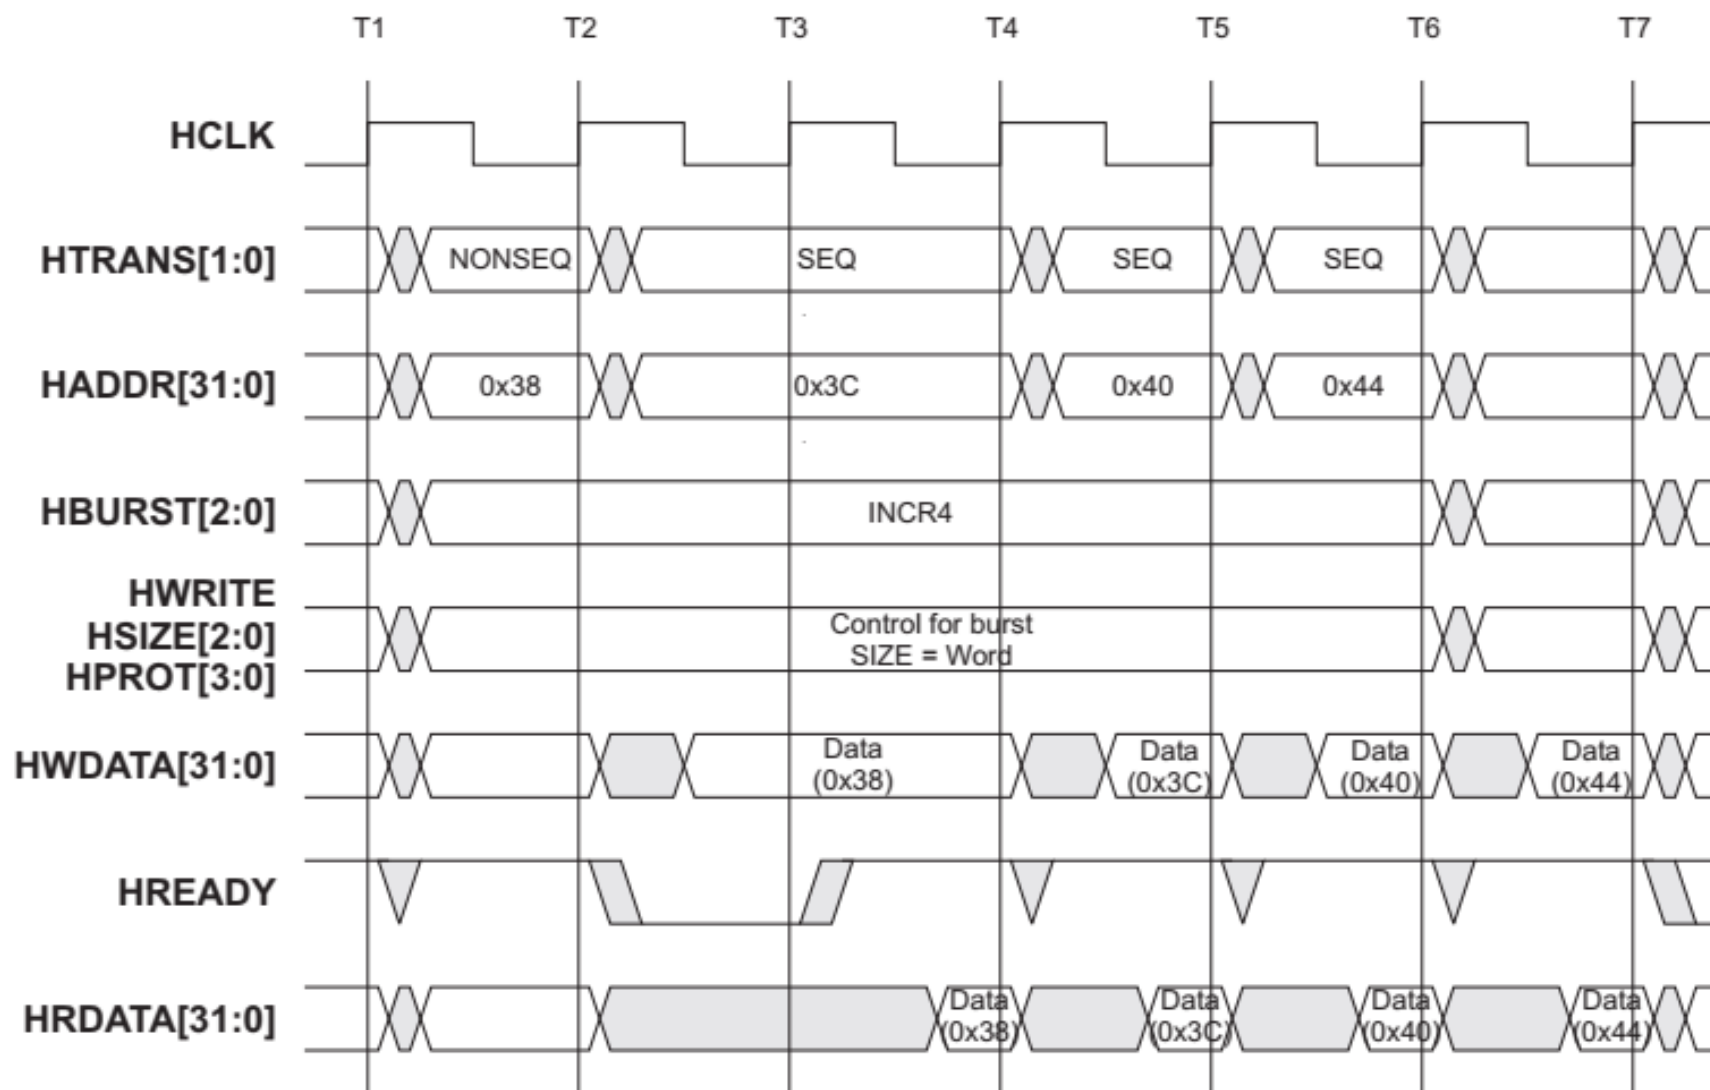 T1 T2 T3 T4 T5 T6 T7
HCLK
HTRANS[1:0] NONSEQ SEQ SEQ SEQ
HADDR[31:0] 0x38 0x3C 0x40 0x44
HBURST[2:0] INCR4
HWRITE
HSIZE[2:0] Control for burst
HPROT[3:0] SIZE = Word
HWDATA[31:0] Data Data Data Data
(0x38) (0x3C) (0x40) (0x44)
HREADY
HRDATA[31:0] Data Data Data Data
(0x38) (0x3C) (0x40) (0x44)